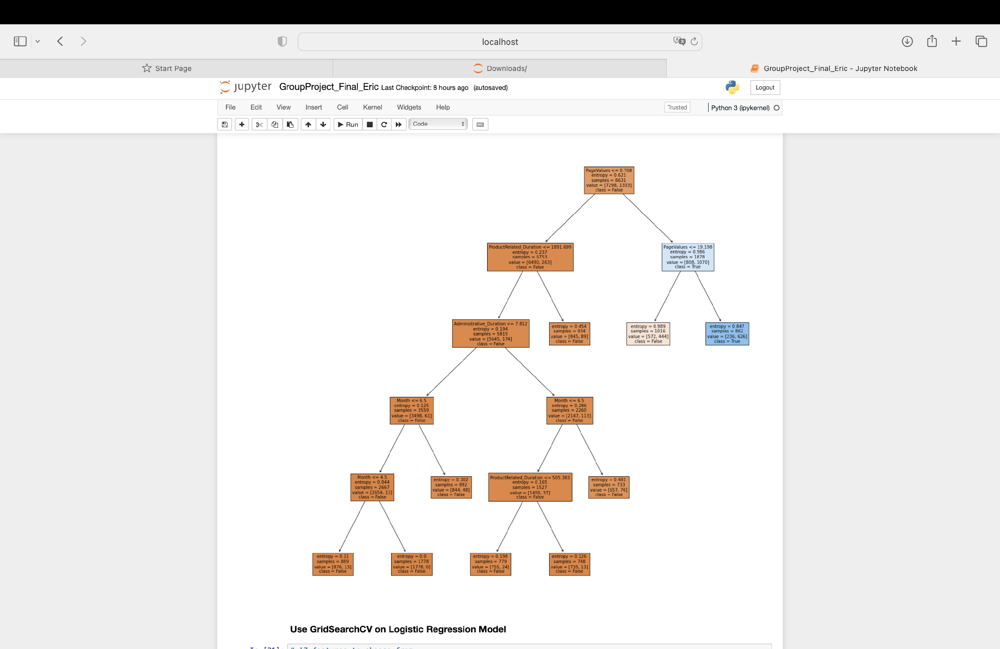 localhost
Start Page
Downloads/
GroupProject_Final_Eric - Jupyter Notebook
jupyter GroupProject_Final_Eric Last Checkpoint: 8 hours ago (autosaved)
Logout
File Edit View Insert Cell Kernel Widgets Help
Trusted
Python 3 (ipykernel)
Run
Code
PageValues <= 0.708
entropy = 0.621
samples = 8631
value = [7298, 1333]
class = False
ProductRelated_Duration <= 1891.699
entropy = 0.237
samples = 6753
value = [6490, 263]
class = False
PageValues <= 19.198
entropy = 0.986
samples = 1878
value = [808, 1070]
class = True
Administrative_Duration <= 7.812
entropy = 0.194
samples = 5819
value = [5645, 174]
class = False
entropy = 0.454
samples = 934
value = [845, 89]
class = False
entropy = 0.989
samples = 1016
value = [572, 444]
class = False
entropy = 0.847
samples = 862
value = [236, 626]
class = True
Month <= 6.5
entropy = 0.125
samples = 3559
value = [3498, 61]
class = False
Month <= 6.5
entropy = 0.286
samples = 2260
value = [2147, 113]
class = False
Month <= 4.5
entropy = 0.044
samples = 2667
value = [2654, 13]
class = False
entropy = 0.302
samples = 892
value = [844, 48]
class = False
ProductRelated_Duration <= 505.383
entropy = 0.165
samples = 1527
value = [1490, 37]
class = False
entropy = 0.481
samples = 733
value = [657, 76]
class = False
entropy = 0.11
samples = 889
value = [876, 13]
class = False
entropy = 0.0
samples = 1778
value = [1778, 0]
class = False
entropy = 0.198
samples = 779
value = [755, 24]
class = False
entropy = 0.126
samples = 748
value = [735, 13]
class = False
Use GridSearchCV on Logistic Regression Model
In [21]: # 17 features to choose from